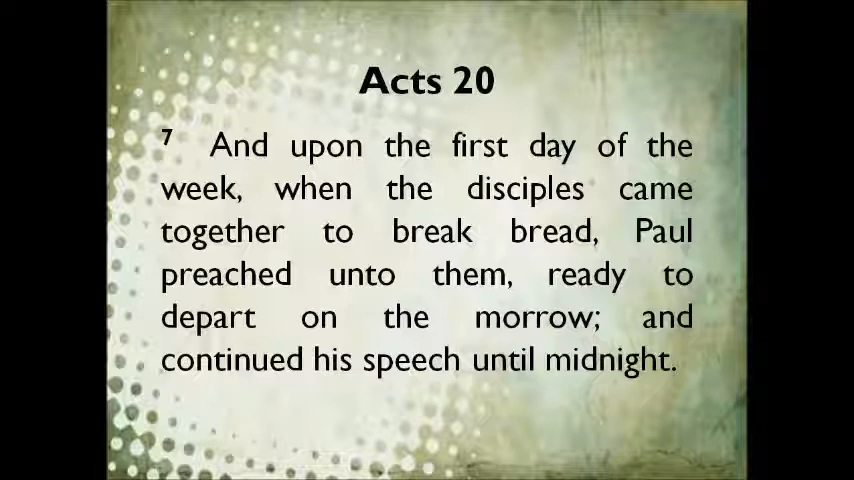 Acts 20
7 And upon the first day of the
week, when the disciples came
together to break bread, Paul
preached unto them, ready to
depart on the morrow; and
continued his speech until midnight.